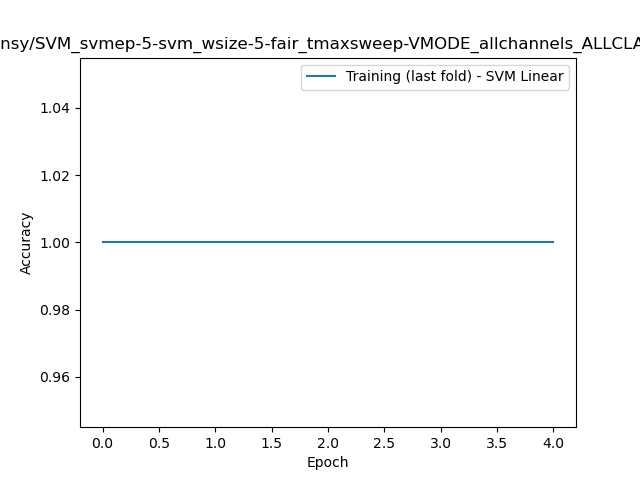 nsy/SVM_svmep-5-svm_wsize-5-fair_tmaxsweep-VMODE_allchannels_ALLCLA
Training (last fold) - SVM Linear
1.04
1.02
1.00
0.98
0.96
Accuracy
0.0 0.5 1.0 1.5 2.0 2.5 3.0 3.5 4.0
Epoch